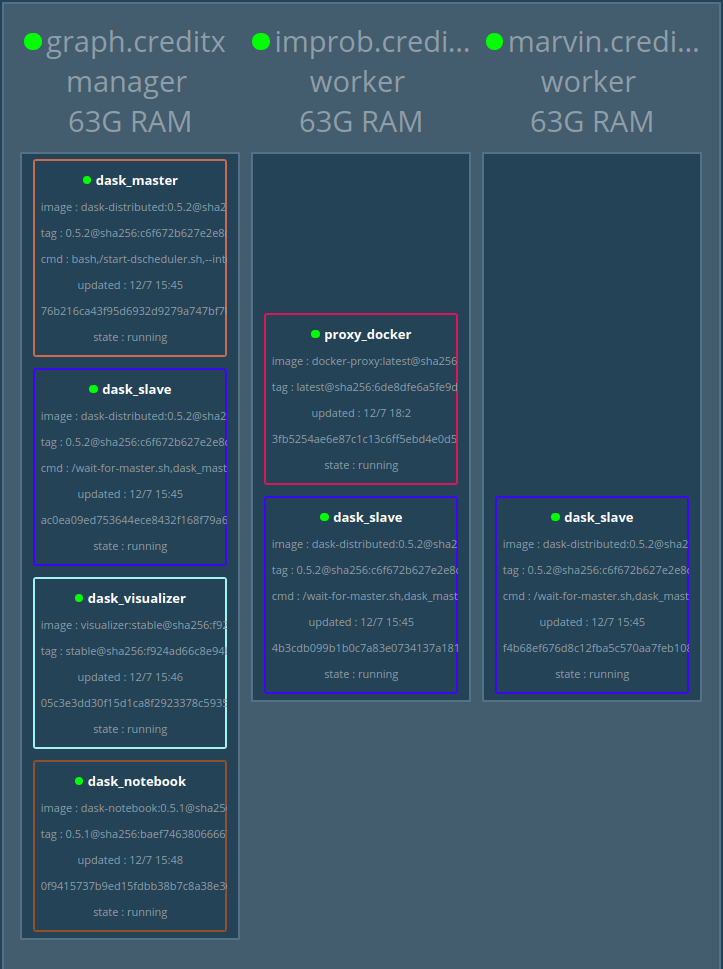 graph.creditx
manager
63G RAM
dask_master
image : dask-distributed:0.5.2@sha2
tag : 0.5.2@sha256:c6f672b627e2e8
cmd : bash,/start-dscheduler.sh,--int
updated : 12/7 15:45
76b216ca43f95d6932d9279a747bf7
state : running
dask_slave
image : dask-distributed:0.5.2@sha2
tag : 0.5.2@sha256:c6f672b627e2e8c
cmd : /wait-for-master.sh,dask_mast
updated : 12/7 15:45
ac0ea09ed753644ece8432f168f79a6
state : running
dask_visualizer
image : visualizer:stable@sha256:f92
tag : stable@sha256:f924ad66c8e94
updated : 12/7 15:46
05c3e3dd30f15d1ca8f2923378c5935
state : running
dask_notebook
image : dask-notebook:0.5.1@sha25
tag : 0.5.1@sha256:baef7463806666
updated : 12/7 15:48
0f9415737b9ed15fdbb38b7c8a38e3
state : running
improb.credi...
worker
63G RAM
proxy_docker
image : docker-proxy:latest@sha256
tag : latest@sha256:6de8dfe6a5fe9d
updated : 12/7 18:2
3fb5254ae6e87c1c13c6ff5ebd4e0d5
state : running
dask_slave
image : dask-distributed:0.5.2@sha2
tag : 0.5.2@sha256:c6f672b627e2e8c
cmd : /wait-for-master.sh,dask_mast
updated : 12/7 15:45
4b3cdb099b1b0c7a83e0734137a181
state : running
marvin.credi...
worker
63G RAM
dask_slave
image : dask-distributed:0.5.2@sha2
tag : 0.5.2@sha256:c6f672b627e2e8c
cmd : /wait-for-master.sh,dask_mast
updated : 12/7 15:45
f4b68ef676d8c12fba5c570aa7feb108
state : running